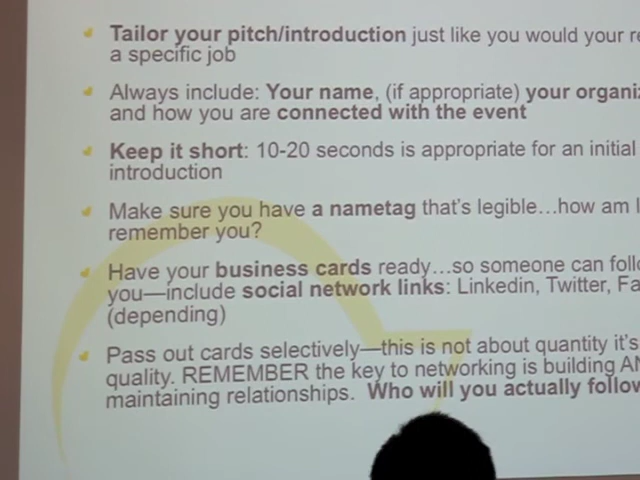 Tailor your pitch/introduction just like you would your
a specific job
Always include: Your name, (if appropriate) your
and how you are connected with the event
Keep it short: 10-20 seconds is appropriate for an initial
introduction
Make sure you have a nametag that's legible...how am I
remember you?
Have your business cards ready...so someone can
you—include social network links: Linkedin, Twitter,
(depending)
Pass out cards selectively—this is not about quantity it's
quality. REMEMBER the key to networking is building
maintaining relationships. Who will you actually